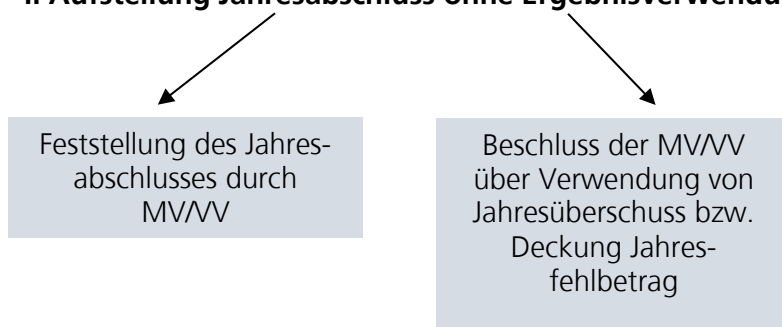 Aufstellung Jahresabschluss ohne
Feststellung des Jahres-
abschlusses durch
MV/VV
Beschluss der MV/VV
über Verwendung von
Jahresüberschuss bzw.
Deckung Jahres-
fehlbetrag